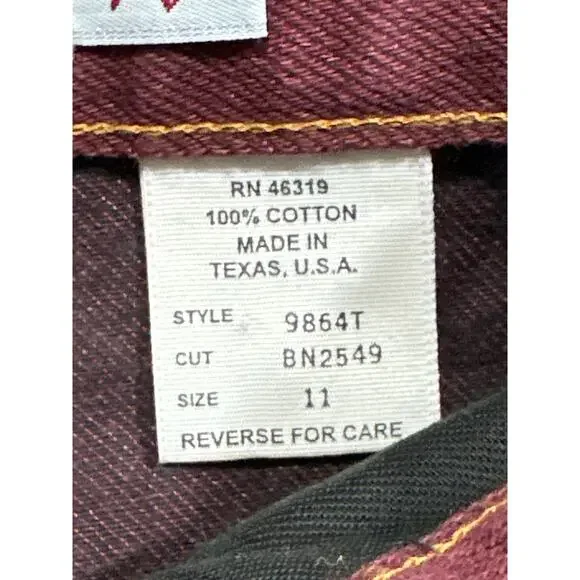 RN 46319
100% COTTON
MADE IN
TEXAS, U.S.A.
STYLE 9864T
CUT BN2549
SIZE 11
REVERSE FOR CARE